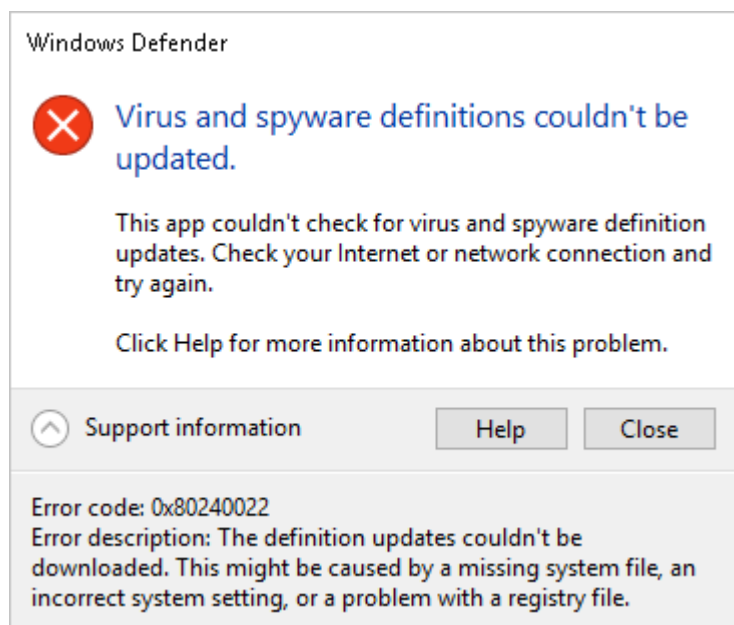 Windows Defender
Virus and spyware definitions couldn't be
updated.
This app couldn't check for virus and spyware definition
updates. Check your Internet or network connection and
try again.
Click Help for more information about this problem.
Support information
Help
Close
Error code: 0x80240022
Error description: The definition updates couldn't be
downloaded. This might be caused by a missing system file, an
incorrect system setting, or a problem with a registry file.